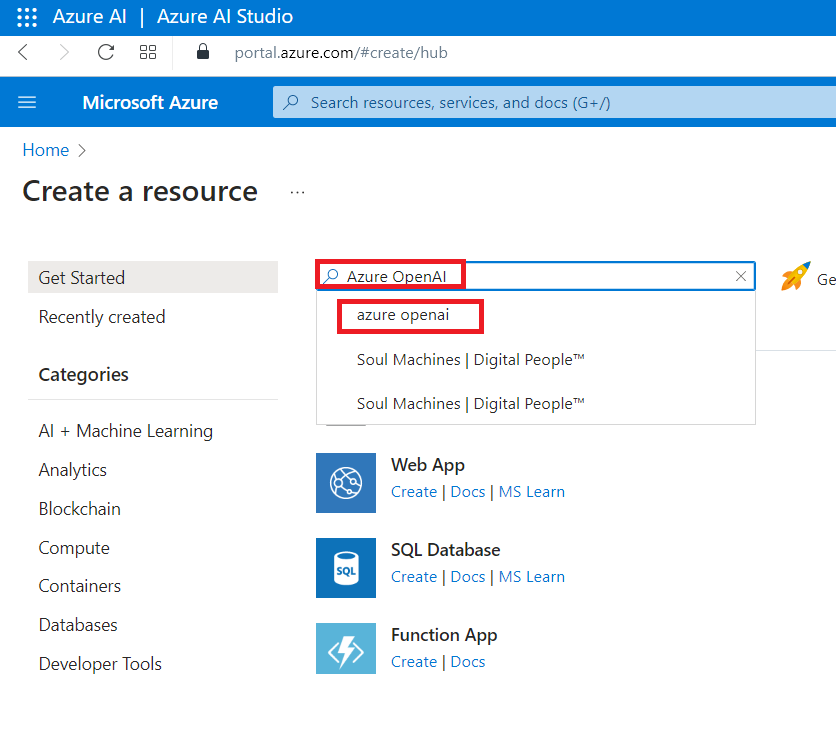 Azure AI | Azure AI Studio
portal.azure.com/#create/hub
Microsoft Azure
Search resources, services, and docs (G+/)
Home
Create a resource
...
Get Started
Recently created
Categories
AI + Machine Learning
Analytics
Blockchain
Compute
Containers
Databases
Developer Tools
Azure OpenAI
azure openai
Soul Machines | Digital People™
Soul Machines | Digital People™
Web App
Create | Docs | MS Learn
SQL
SQL Database
Create | Docs | MS Learn
Function App
Create | Docs
Ge